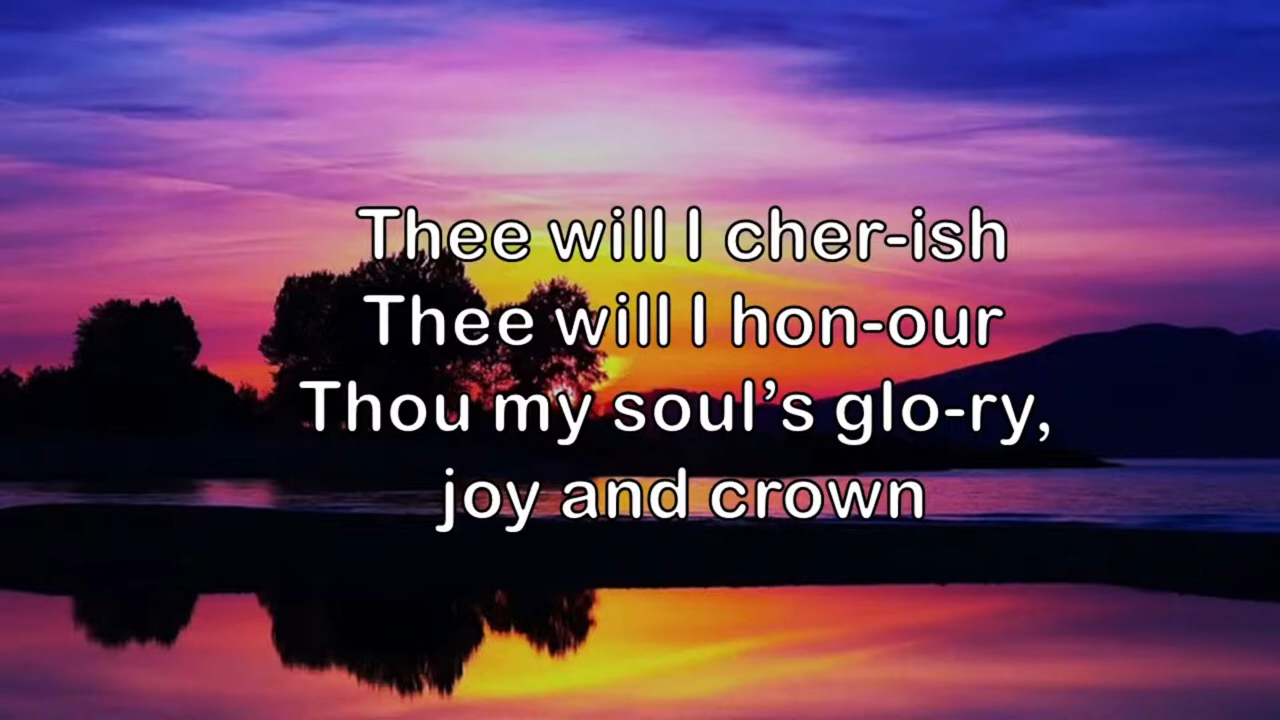 Thee will I cher-ish
Thee will I hon-our
Thou my soul’s glo-ry,
joy and crown